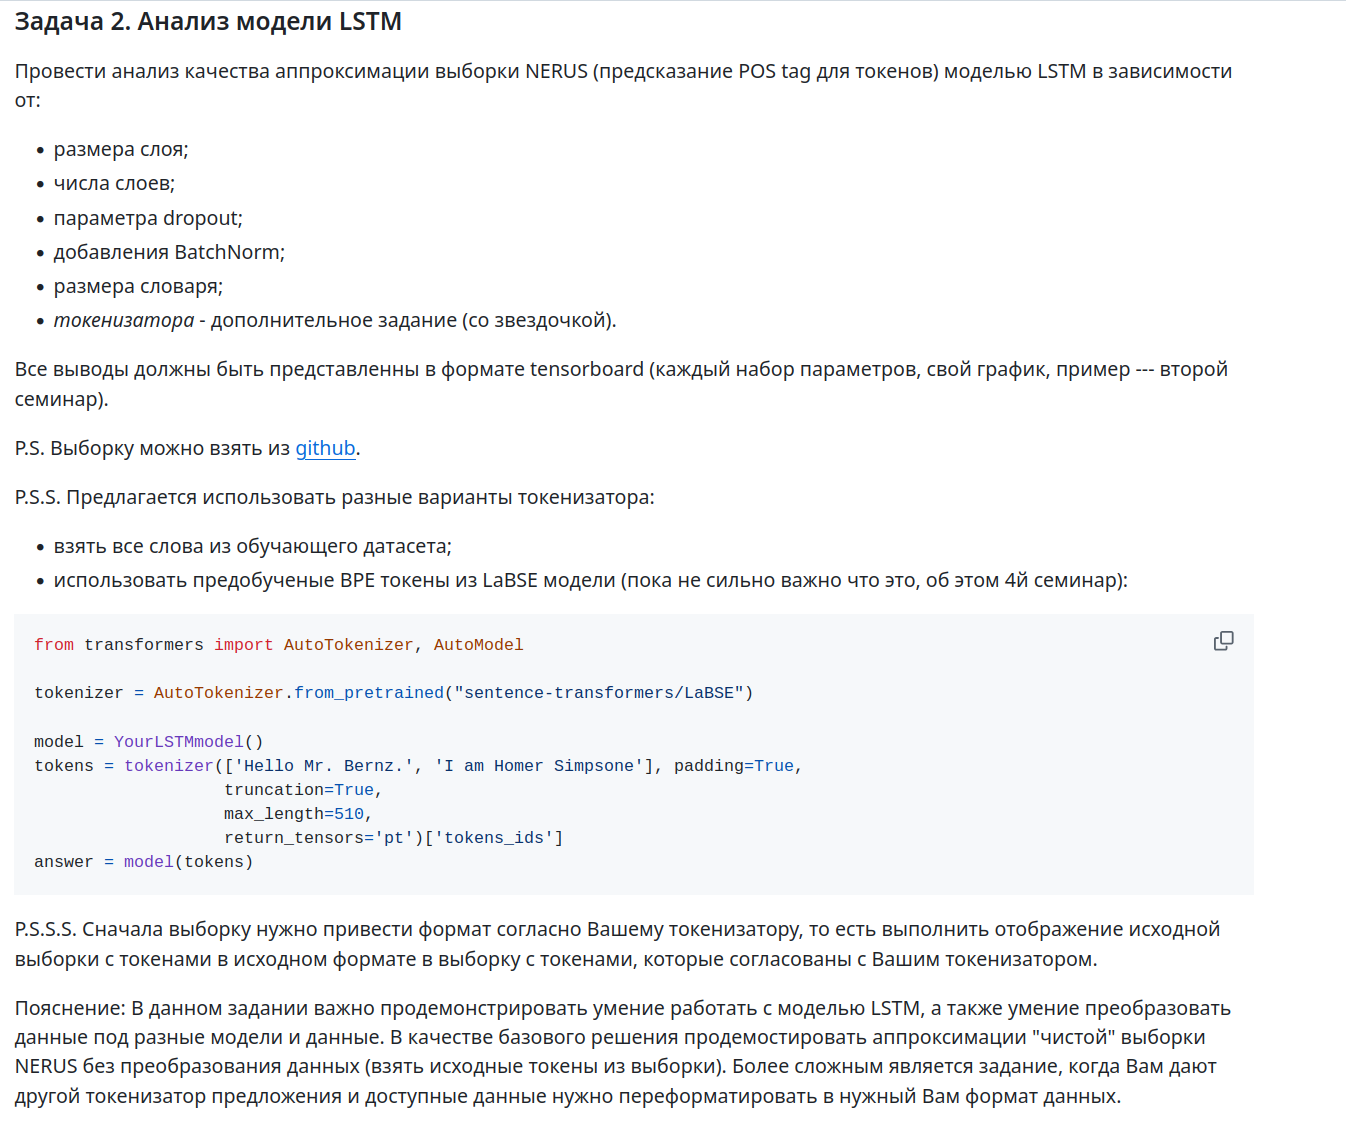 Задача 2. Анализ модели LSTM
Провести анализ качества аппроксимации выборки NERUS (предсказание POS tag для токенов) моделью LSTM в зависимости
от:
• размера слоя;
• числа слоев;
• параметра dropout;
• добавления BatchNorm;
• размера словаря;
• токенизатора - дополнительное задание (со звездочкой).
Все выводы должны быть представленны в формате tensorboard (каждый набор параметров, свой график, пример --- второй
семинар).
P.S. Выборку можно взять из github.
P.S.S. Предлагается использовать разные варианты токенизатора:
• взять все слова из обучающего датасета;
• использовать предобученые BPE токены из LaBSE модели (пока не сильно важно что это, об этом 4й семинар):
from transformers import AutoTokenizer, AutoModel
tokenizer = AutoTokenizer.from_pretrained("sentence-transformers/LaBSE")
model = YourLSTMmodel()
tokens = tokenizer(['Hello Mr. Bernz.', 'I am Homer Simpsone'], padding=True,
truncation=True,
max_length=510,
return_tensors='pt')['tokens_ids']
answer = model(tokens)
P.S.S.S. Сначала выборку нужно привести формат согласно Вашему токенизатору, то есть выполнить отображение исходной
выборки с токенами в исходном формате в выборку с токенами, которые согласованы с Вашим токенизатором.
Пояснение: В данном задании важно продемонстрировать умение работать с моделью LSTM, а также умение преобразовать
данные под разные модели и данные. В качестве базового решения продемостировать аппроксимации "чистой" выборки
NERUS без преобразования данных (взять исходные токены из выборки). Более сложным является задание, когда Вам дают
другой токенизатор предложения и доступные данные нужно переформатировать в нужный Вам формат данных.